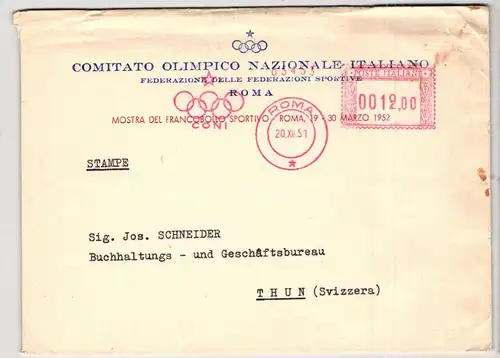 COMITATO OLIMPICO NAZIONALE ITALIANO
FEDERAZIONE DELLE FEDERAZIONI SPORTIVE
ROMA
POSTE ITALIANE
0012,00
CONI
ROMA
20.XII.51
MOSTRA DEL FRANCOBOLLO SPORTIVO ROMA, 19 - 30 MARZO 1952
STAMPE
Sig. Jos. SCHNEIDER
Buchhaltungs - und Geschäftsbureau
THUN (Svizzera)